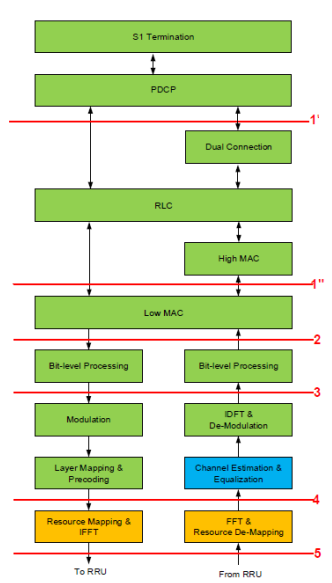 S1 Termination
PDCP
1'
Dual Connection
RLC
High MAC
1"
Low MAC
2
Bit-level Processing
Bit-level Processing
3
Modulation
IDFT &
De-Modulation
Layer Mapping &
Precoding
Channel Estimation &
Equalization
4
Resource Mapping &
IFFT
FFT &
Resource De-Mapping
5
To RRU
From RRU